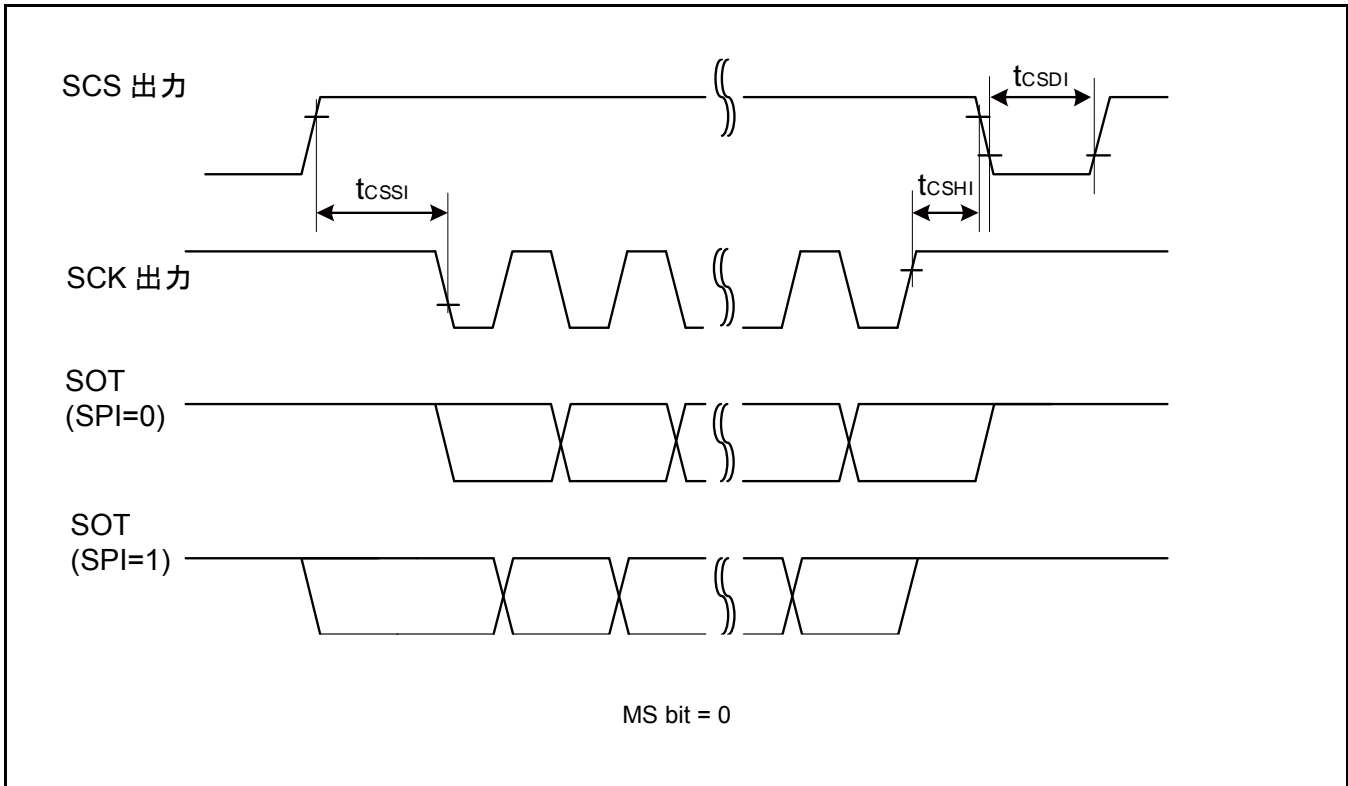 SCS 出力
tCSDI
tCSSI
tCSHI
SCK 出力
SOT
(SPI=0)
SOT
(SPI=1)
MS bit = 0